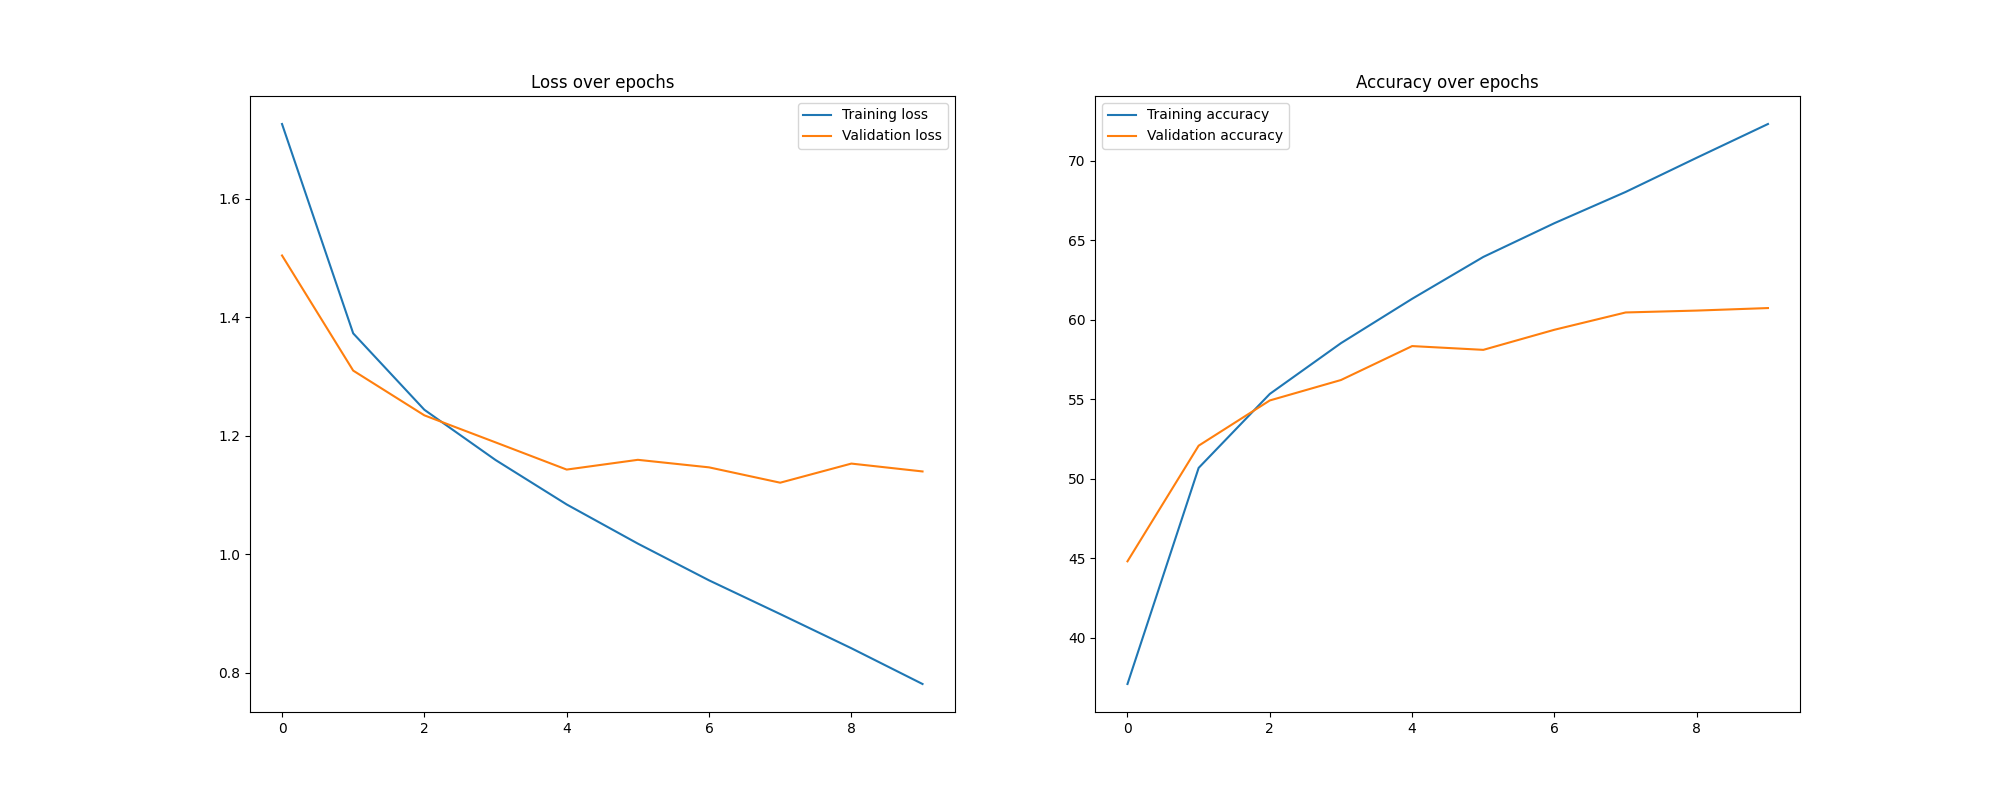 Loss over epochs
Training loss
Validation loss
1.6
1.4
1.2
1.0
0.8
0 2 4 6 8
Accuracy over epochs
Training accuracy
Validation accuracy
70
65
60
55
50
45
40
0 2 4 6 8